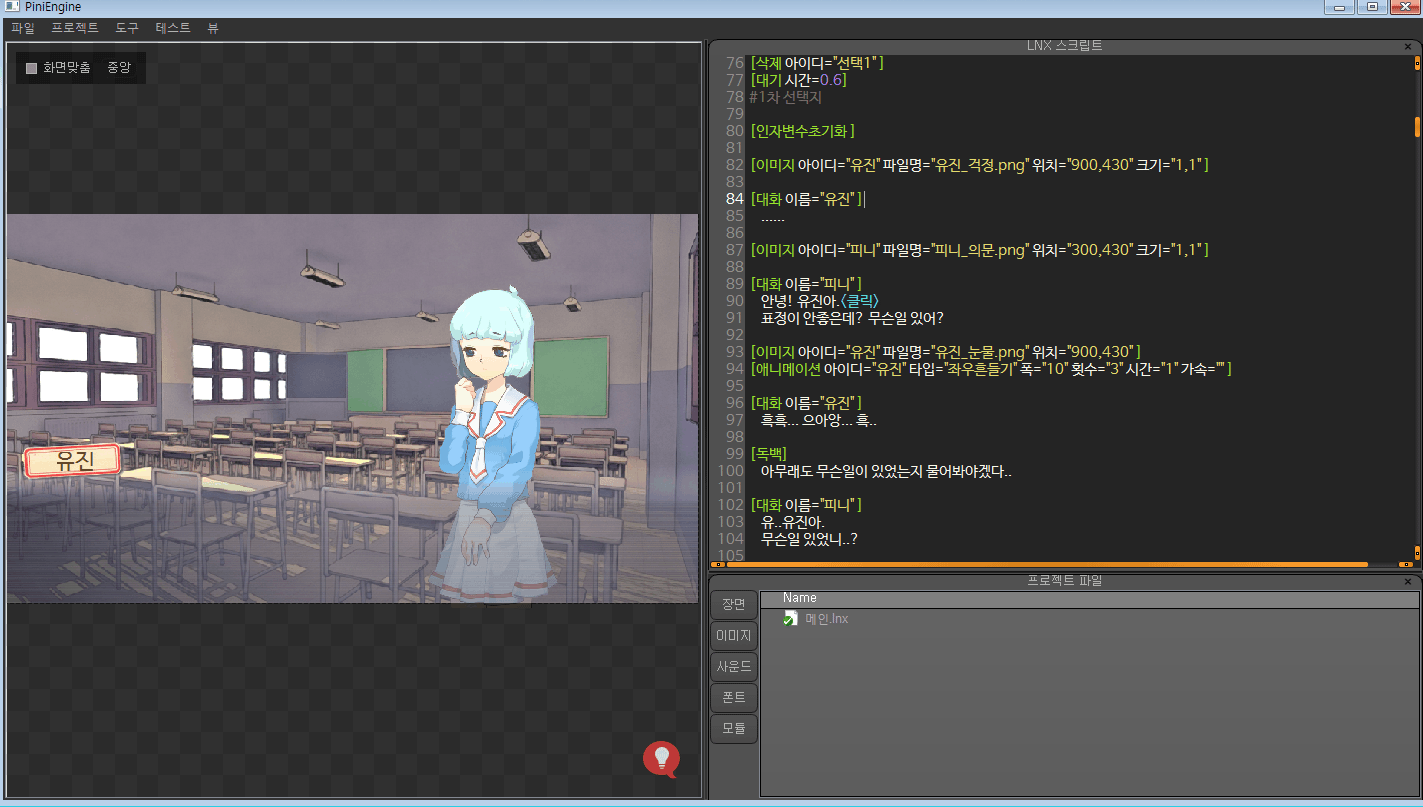 PiniEngine
파일 프로젝트 도구 테스트 뷰
화면맞춤 중앙
유진
LNX 스크립트
76 [삭제 아이디="선택1"]
77 [대기 시간=0.6]
78 #1차 선택지
79
80 [인자변수초기화 ]
81
82 [이미지 아이디="유진" 파일명="유진_걱정.png" 위치="900,430" 크기="1,1" ]
83
84 [대화 이름="유진" ]
85 ......
86
87 [이미지 아이디="피니" 파일명="피니_의문.png" 위치="300,430" 크기="1,1" ]
88
89 [대화 이름="피니" ]
90 안녕! 유진아.<클릭>
91 표정이 안좋은데? 무슨일 있어?
92
93 [이미지 아이디="유진" 파일명="유진_눈물.png" 위치="900,430" ]
94 [애니메이션 아이디="유진" 타입="좌우흔들기" 폭="10" 횟수="3" 시간="1" 가속="" ]
95
96 [대화 이름="유진" ]
97 흑흑... 으아앙... 흑..
98
99 [독백]
100 아무래도 무슨일이 있었는지 물어봐야겠다..
101
102 [대화 이름="피니" ]
103 유..유진아.
104 무슨일 있었니..?
105
프로젝트 파일
장면
이미지
사운드
폰트
모듈
Name
메인.lnx